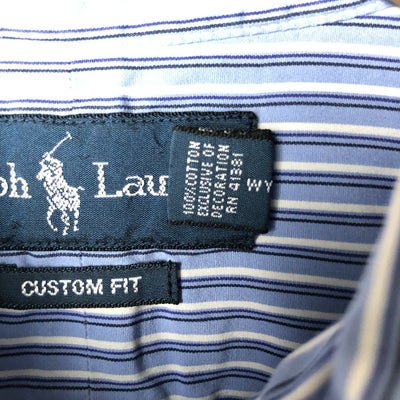 ph Lau
100% COTTON
EXCLUSIVE OF
DECORATION
RN 41381
WY
CUSTOM FIT